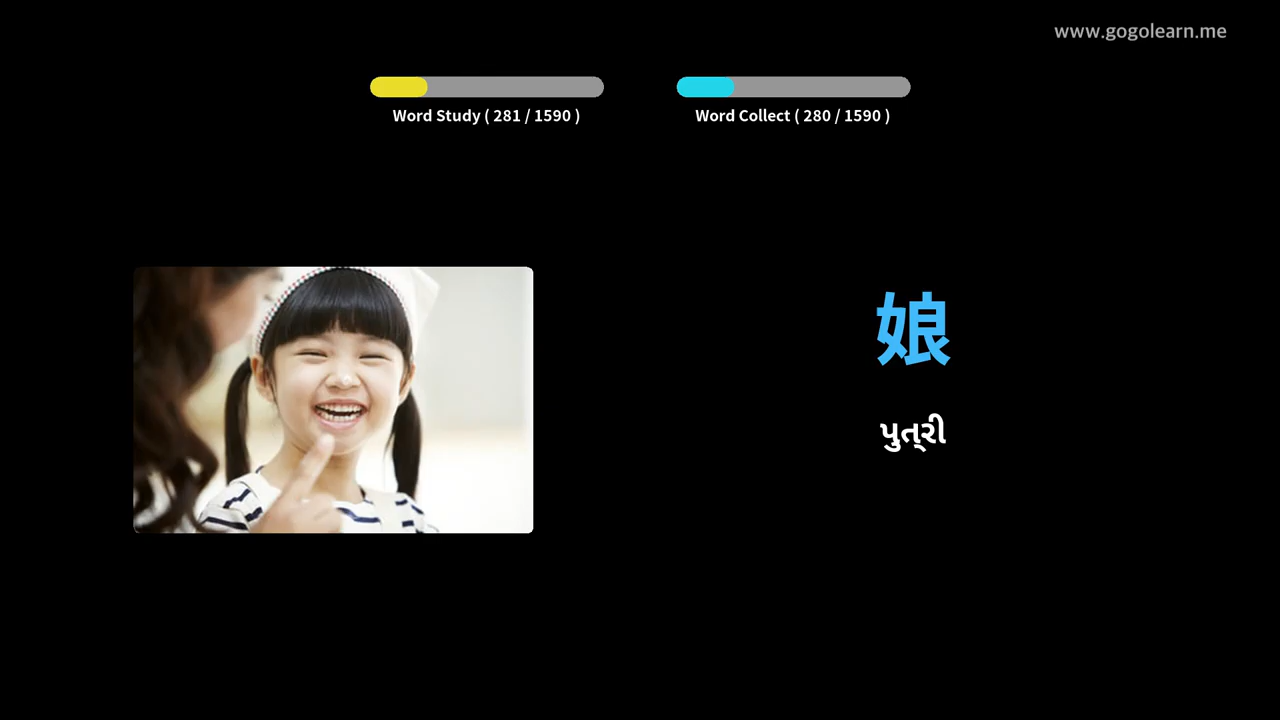 www.gogolearn.me
Word Study ( 281 / 1590 )
Word Collect ( 280 / 1590 )
娘
પુત્રી